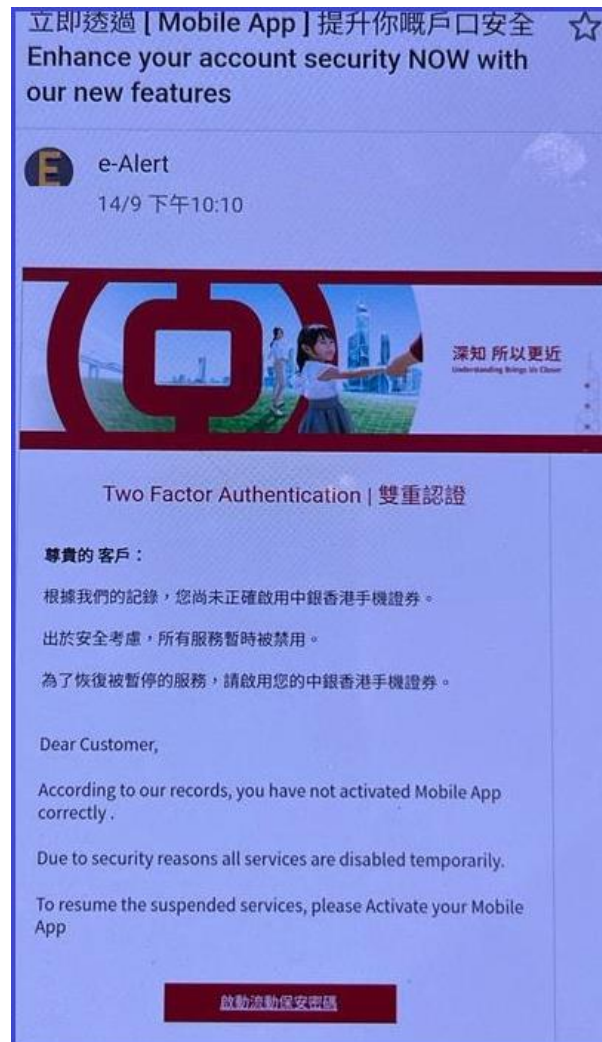 立即透過 [ Mobile App ] 提升你嘅戶口安全
Enhance your account security NOW with
our new features
E
e-Alert
14/9 下午10:10
深知 所以更近
Understanding Brings Us Closer
Two Factor Authentication | 雙重認證
尊貴的 客戶：
根據我們的記錄，您尚未正確啟用中銀香港手機證券。
出於安全考慮，所有服務暫時被禁用。
為了恢復被暫停的服務，請啟用您的中銀香港手機證券。
Dear Customer,
According to our records, you have not activated Mobile App
correctly .
Due to security reasons all services are disabled temporarily.
To resume the suspended services, please Activate your Mobile
App
啟動流動保安密碼